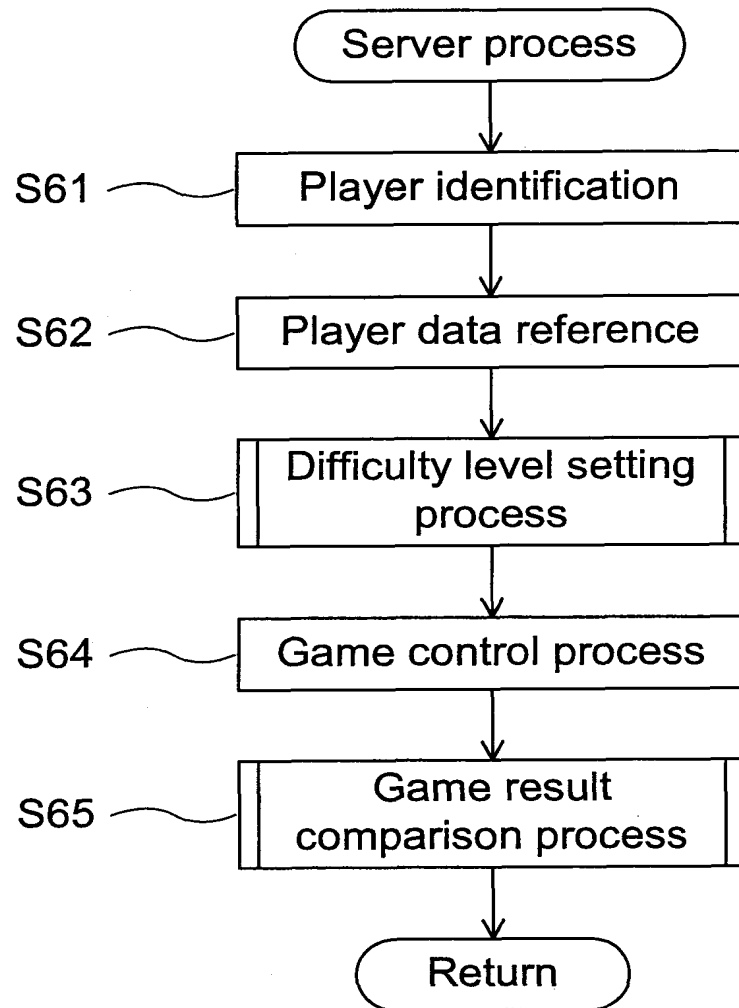 Server process
S61
Player identification
S62
Player data reference
S63
Difficulty level setting
process
S64
Game control process
S65
Game result
comparison process
Return